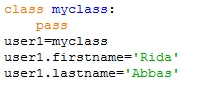 class myclass:
    pass
user1=myclass
user1.firstname='Rida'
user1.lastname='Abbas'